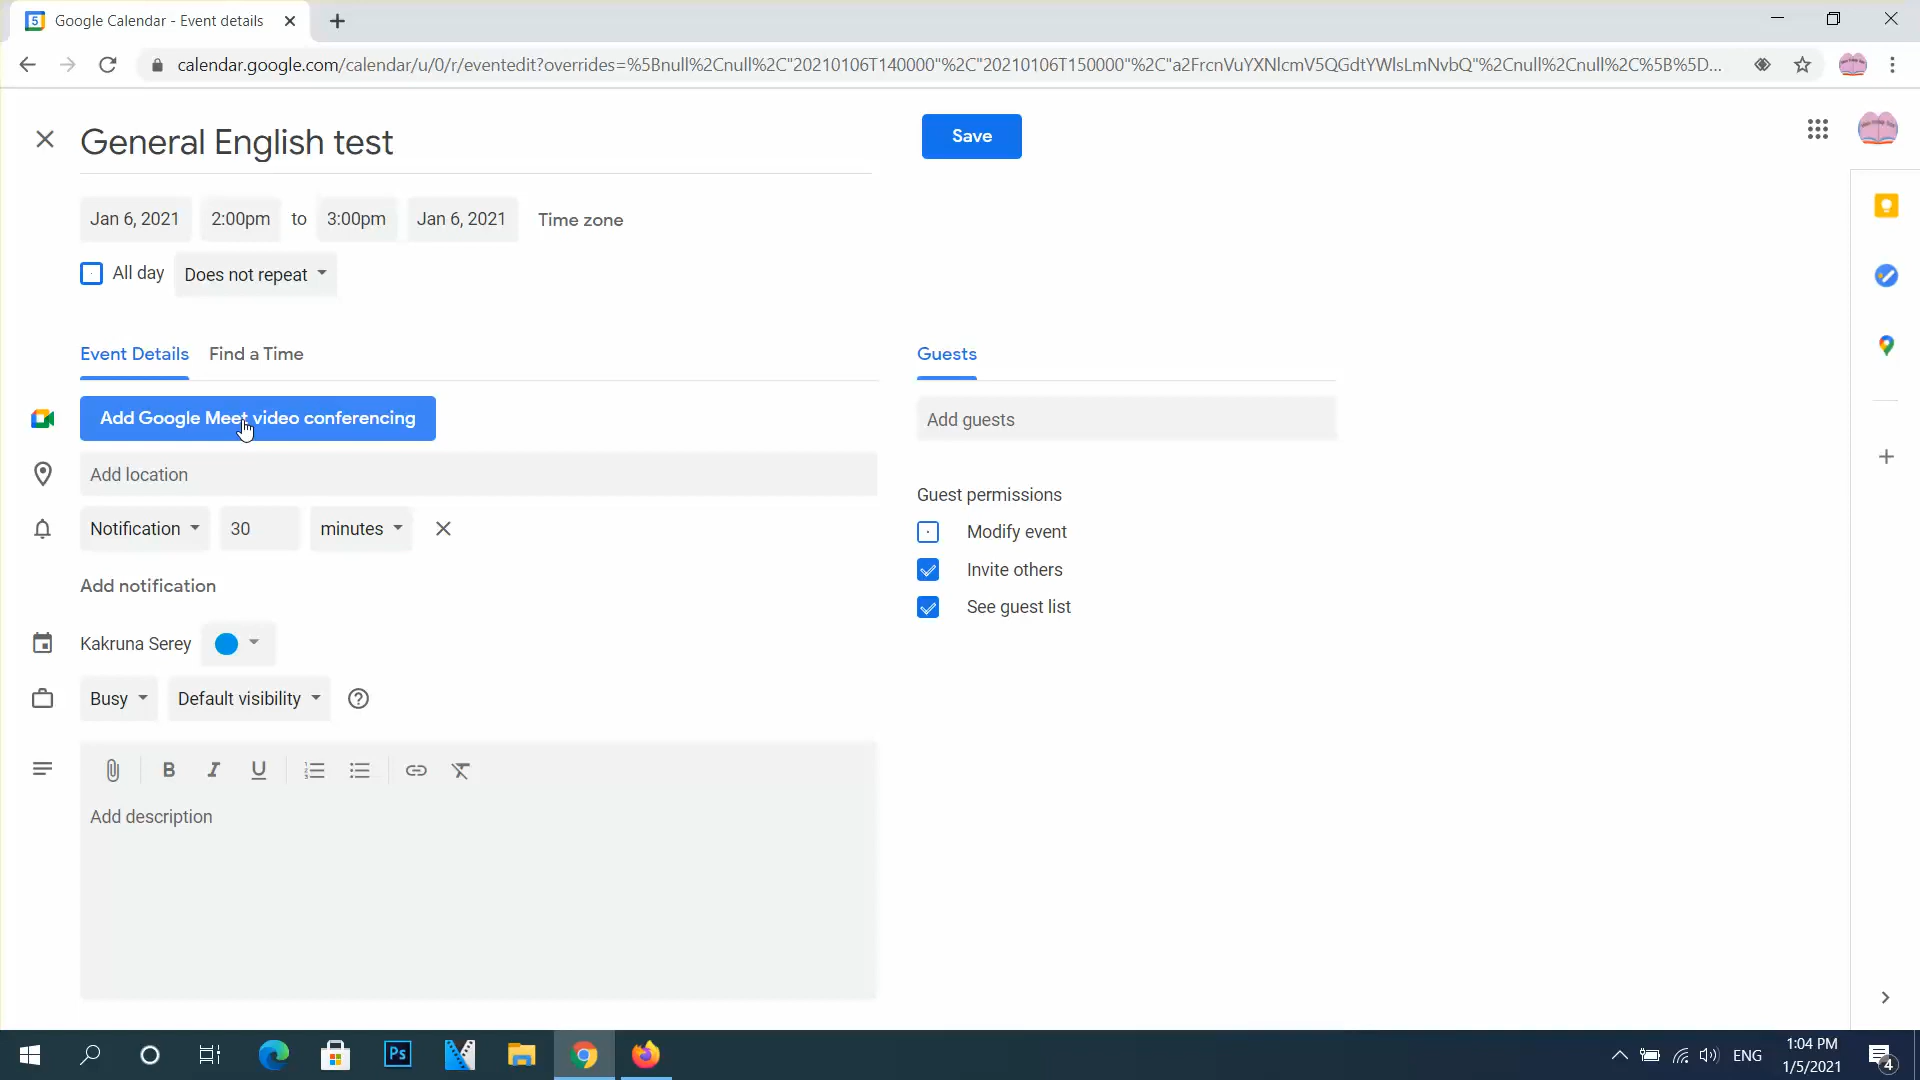 5 Google Calendar - Event details
calendar.google.com/calendar/u/0/r/eventedit?overrides=%5Bnull%2Cnull%2C"20210106T140000"%2C"20210106T150000"%2C"a2FrcnVuYXNlcmV5QGdtYWlsLmNvbQ"%2Cnull%2Cnull%2C%5B%5D...
General English test
Save
Jan 6, 2021 2:00pm to 3:00pm Jan 6, 2021 Time zone
All day Does not repeat
Event Details Find a Time
Guests
Add Google Meet video conferencing
Add guests
Add location
Guest permissions
Notification 30 minutes
Modify event
Invite others
Add notification
See guest list
Kakruna Serey
Busy Default visibility
B I U
Add description
Ps
ENG
1:04 PM
1/5/2021
4